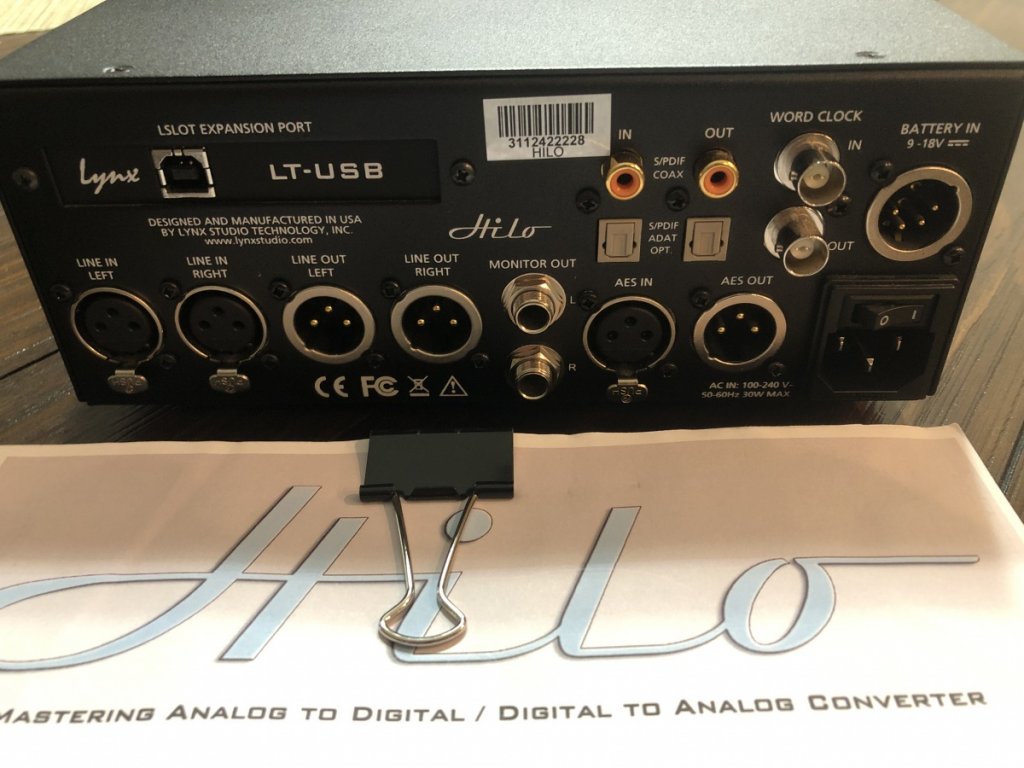 LSLOT EXPANSION PORT
Lynx
LT-USB
DESIGNED AND MANUFACTURED IN USA
BY LYNX STUDIO TECHNOLOGY, INC.
www.lynxstudio.com
3112422228
HILO
IN
OUT
S/PDIF
COAX
S/PDIF
ADAT
OPT.
WORD CLOCK
IN
OUT
BATTERY IN
9 -18V
Hilo
LINE IN
LEFT
LINE IN
RIGHT
LINE OUT
LEFT
LINE OUT
RIGHT
MONITOR OUT
L
R
AES IN
AES OUT
0 I
CE FC
AC IN: 100-240 V~
50-60Hz 30W MAX
Hilo
MASTERING ANALOG TO DIGITAL / DIGITAL TO ANALOG CONVERTER